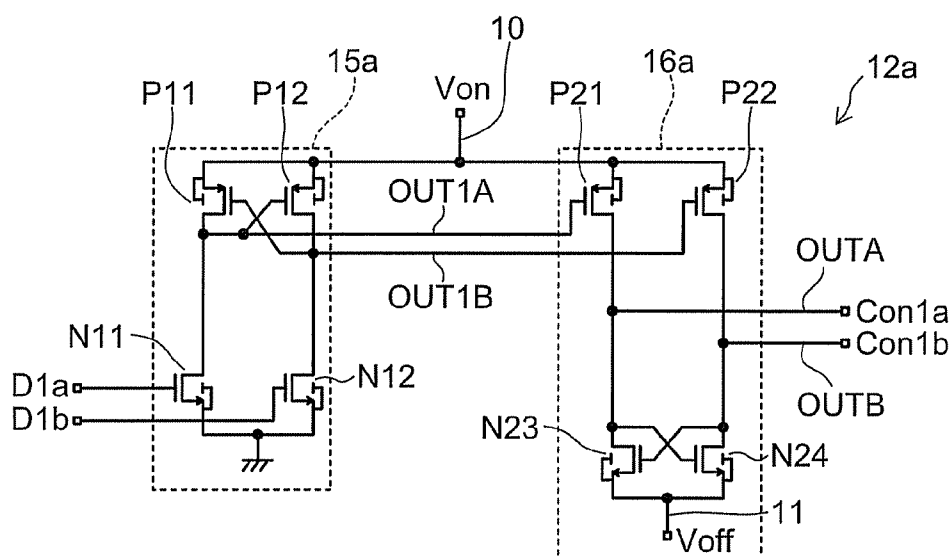 10
15a
16a
12a
P11
P12
Von
P21
P22
OUT1A
OUT1B
OUTA
Con1a
Con1b
OUTB
N11
N12
D1a
D1b
N23
N24
11
Voff